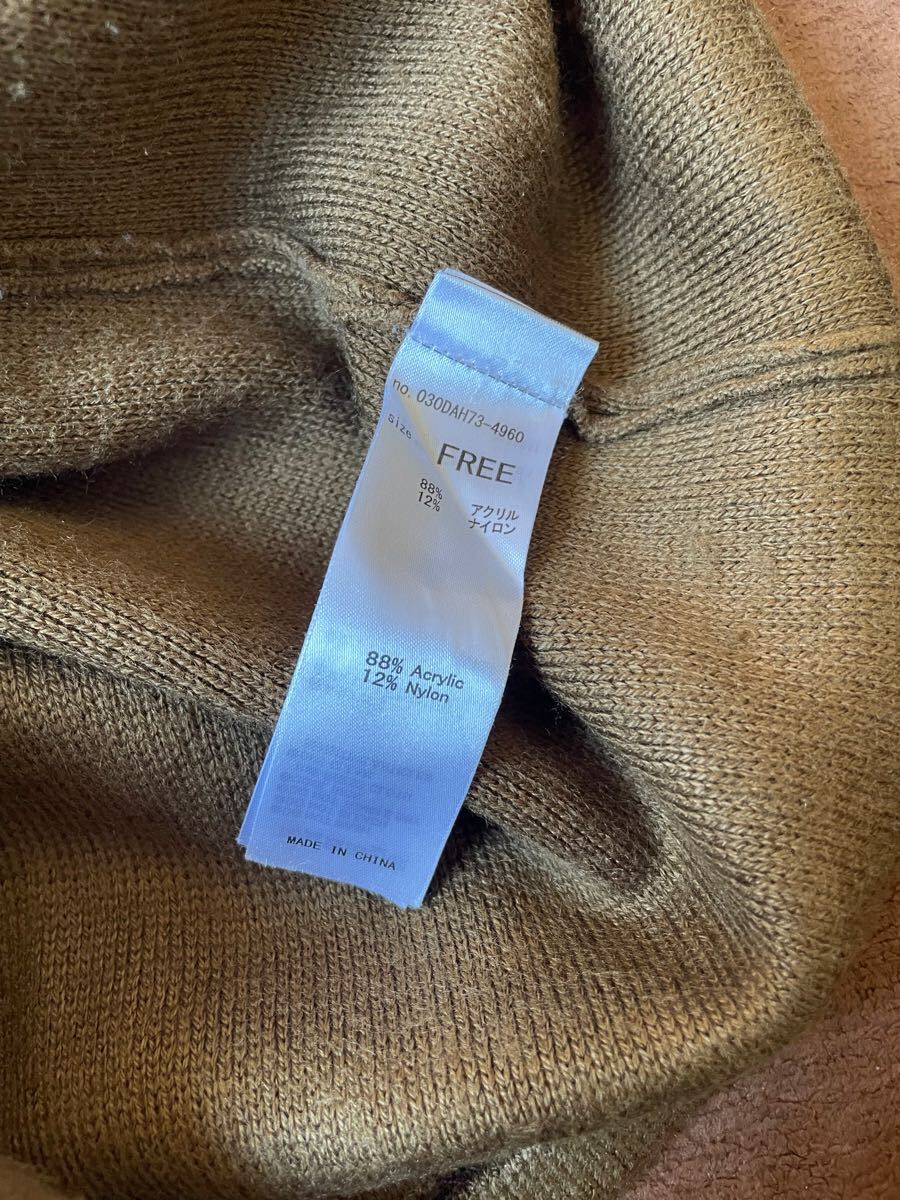 no. 030DAH73-4960
size
FREE
88% アクリル
12% ナイロン
88% Acrylic
12% Nylon
MADE IN CHINA